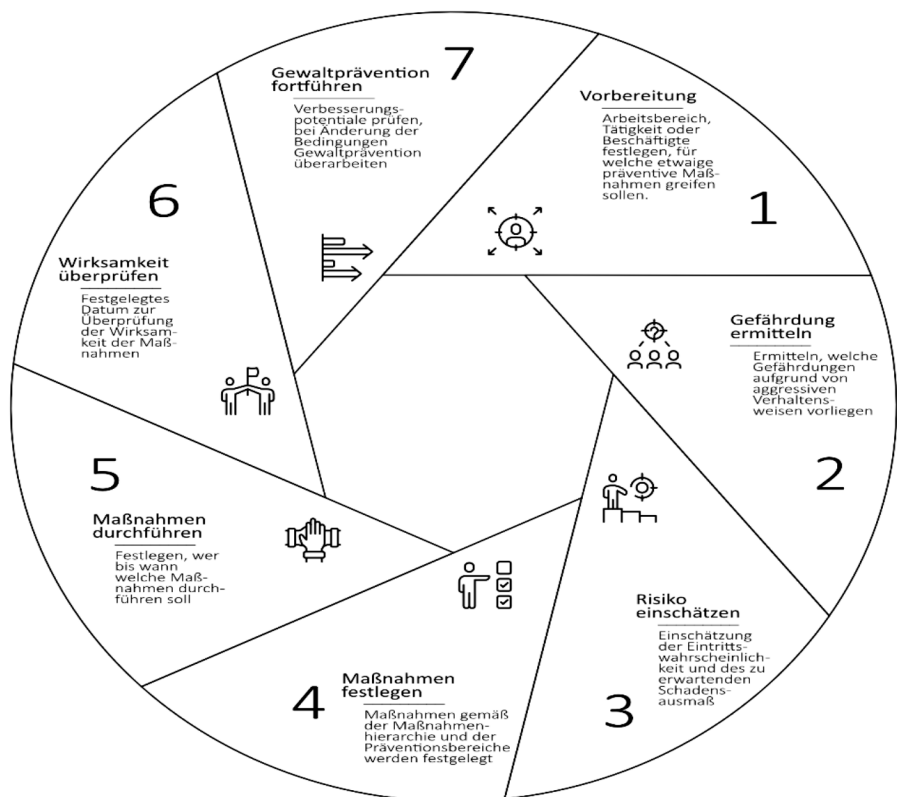 1
Vorbereitung
Arbeitsbereich,
Tätigkeit oder
Beschäftigte
festlegen, für
welche etwaige
präventive Maß-
nahmen greifen
sollen.
2
Gefährdung
ermitteln
Ermitteln, welche
Gefährdungen
aufgrund von
aggressiven
Verhaltens-
weisen vorliegen
3
Risiko
einschätzen
Einschätzung
der Eintritts-
wahrscheinlich-
keit und des zu
erwartenden
Schadens-
ausmaß
4
Maßnahmen
festlegen
Maßnahmen gemäß
der Maßnahmen-
hierarchie und der
Präventionsbereiche
werden festgelegt
5
Maßnahmen
durchführen
Festlegen, wer
bis wann
welche Maß-
nahmen durch-
führen soll
6
Wirksamkeit
überprüfen
Festgelegtes
Datum zur
Überprüfung
der Wirksam-
keit der Maß-
nahmen
7
Gewaltprävention
fortführen
Verbesserungs-
potentiale prüfen,
bei Änderung der
Bedingungen
Gewaltprävention
überarbeiten
?